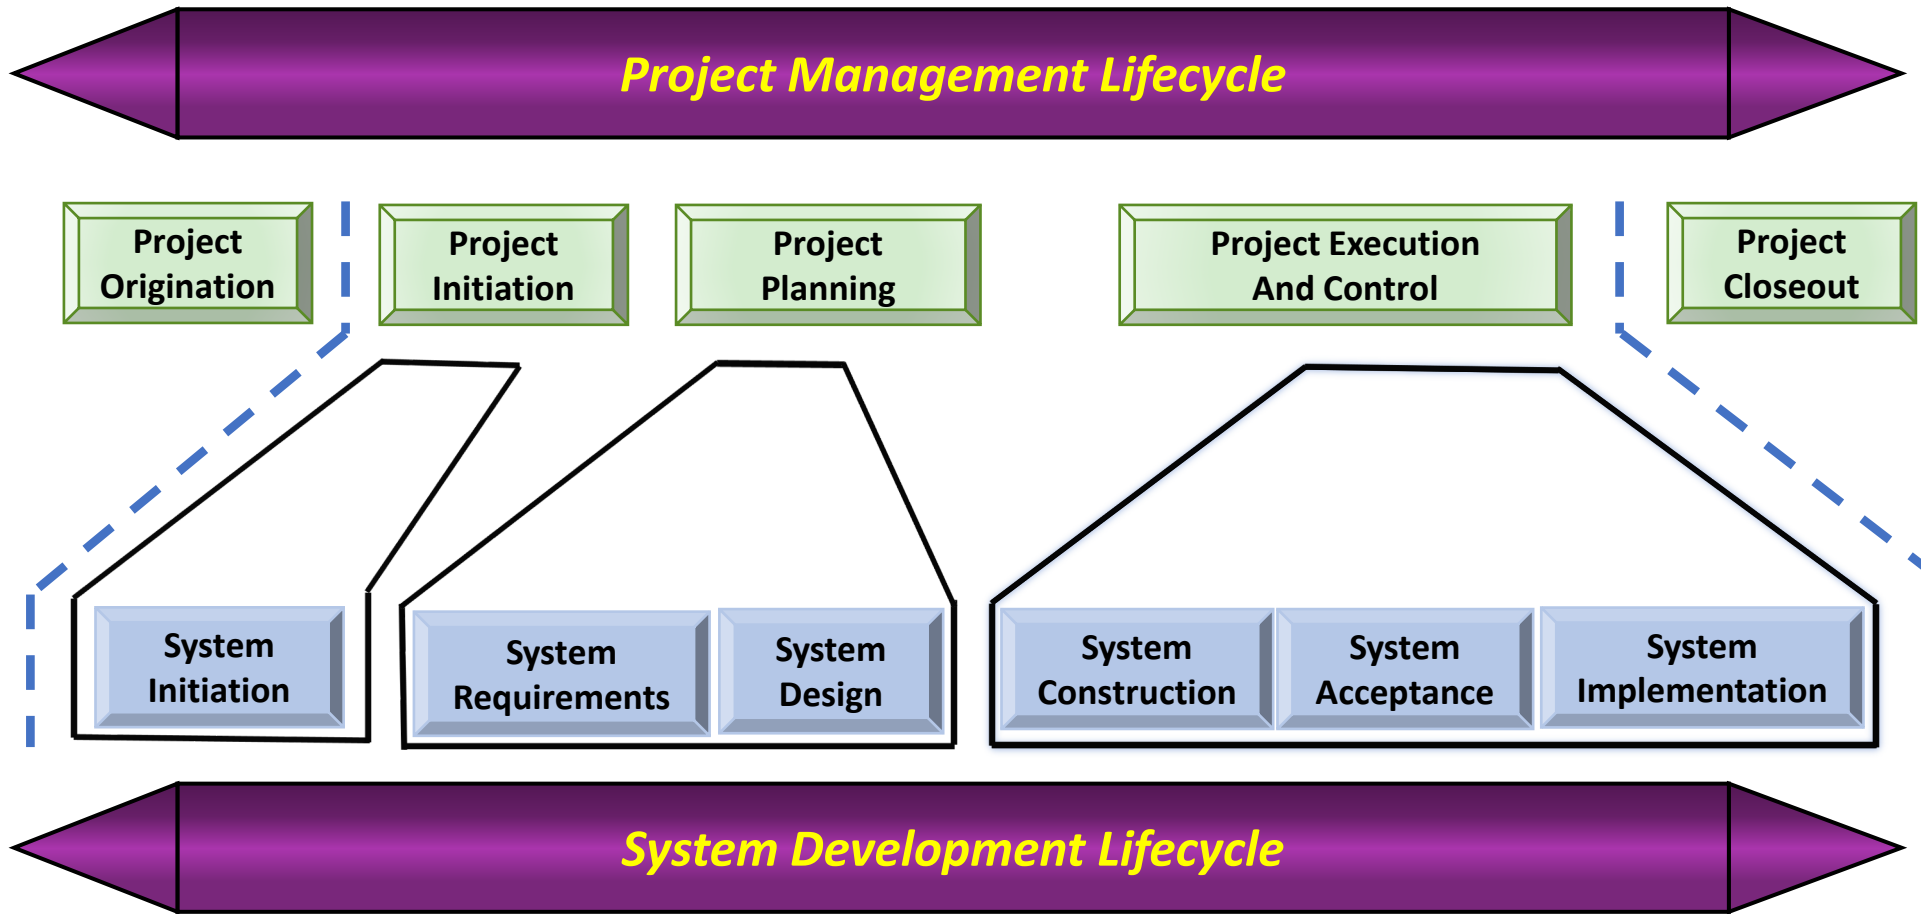 Project Management Lifecycle
Project
Origination
Project
Initiation
Project
Planning
Project Execution
And Control
Project
Closeout
System
Initiation
System
Requirements
System
Design
System
Construction
System
Acceptance
System
Implementation
System Development Lifecycle